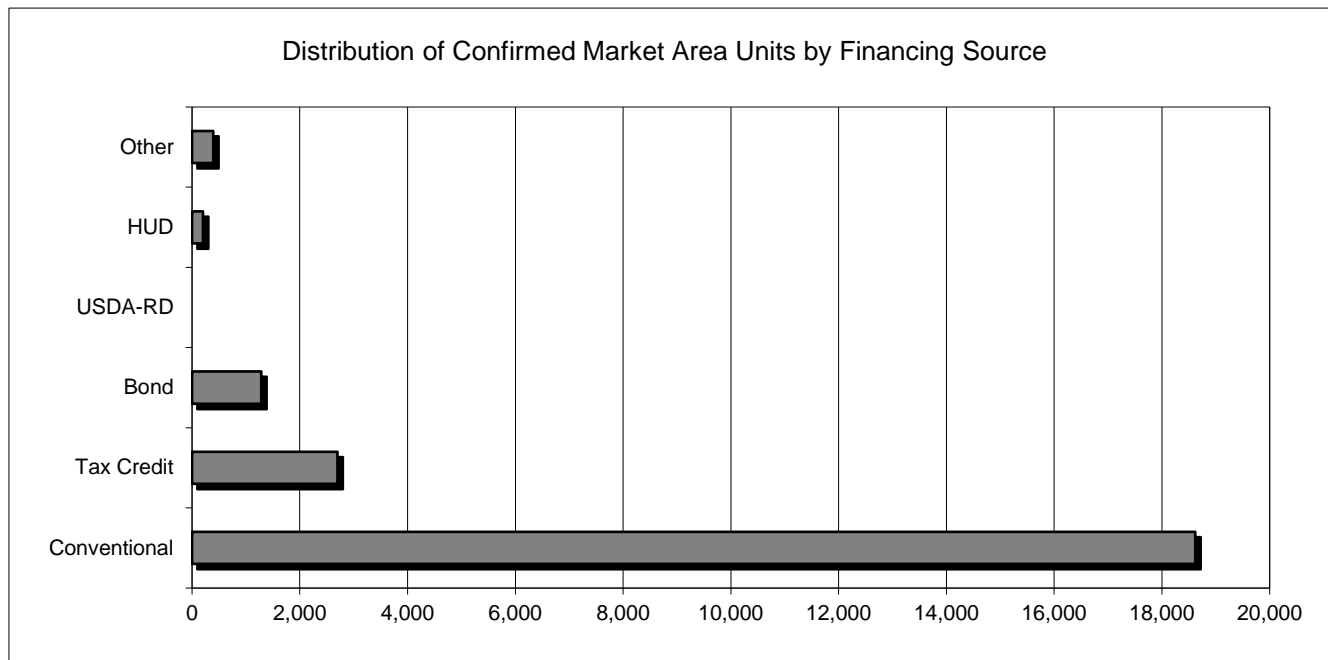 Distribution of Confirmed Market Area Units by Financing Source
Other
HUD
USDA-RD
Bond
Tax Credit
Conventional
0 2,000 4,000 6,000 8,000 10,000 12,000 14,000 16,000 18,000 20,000